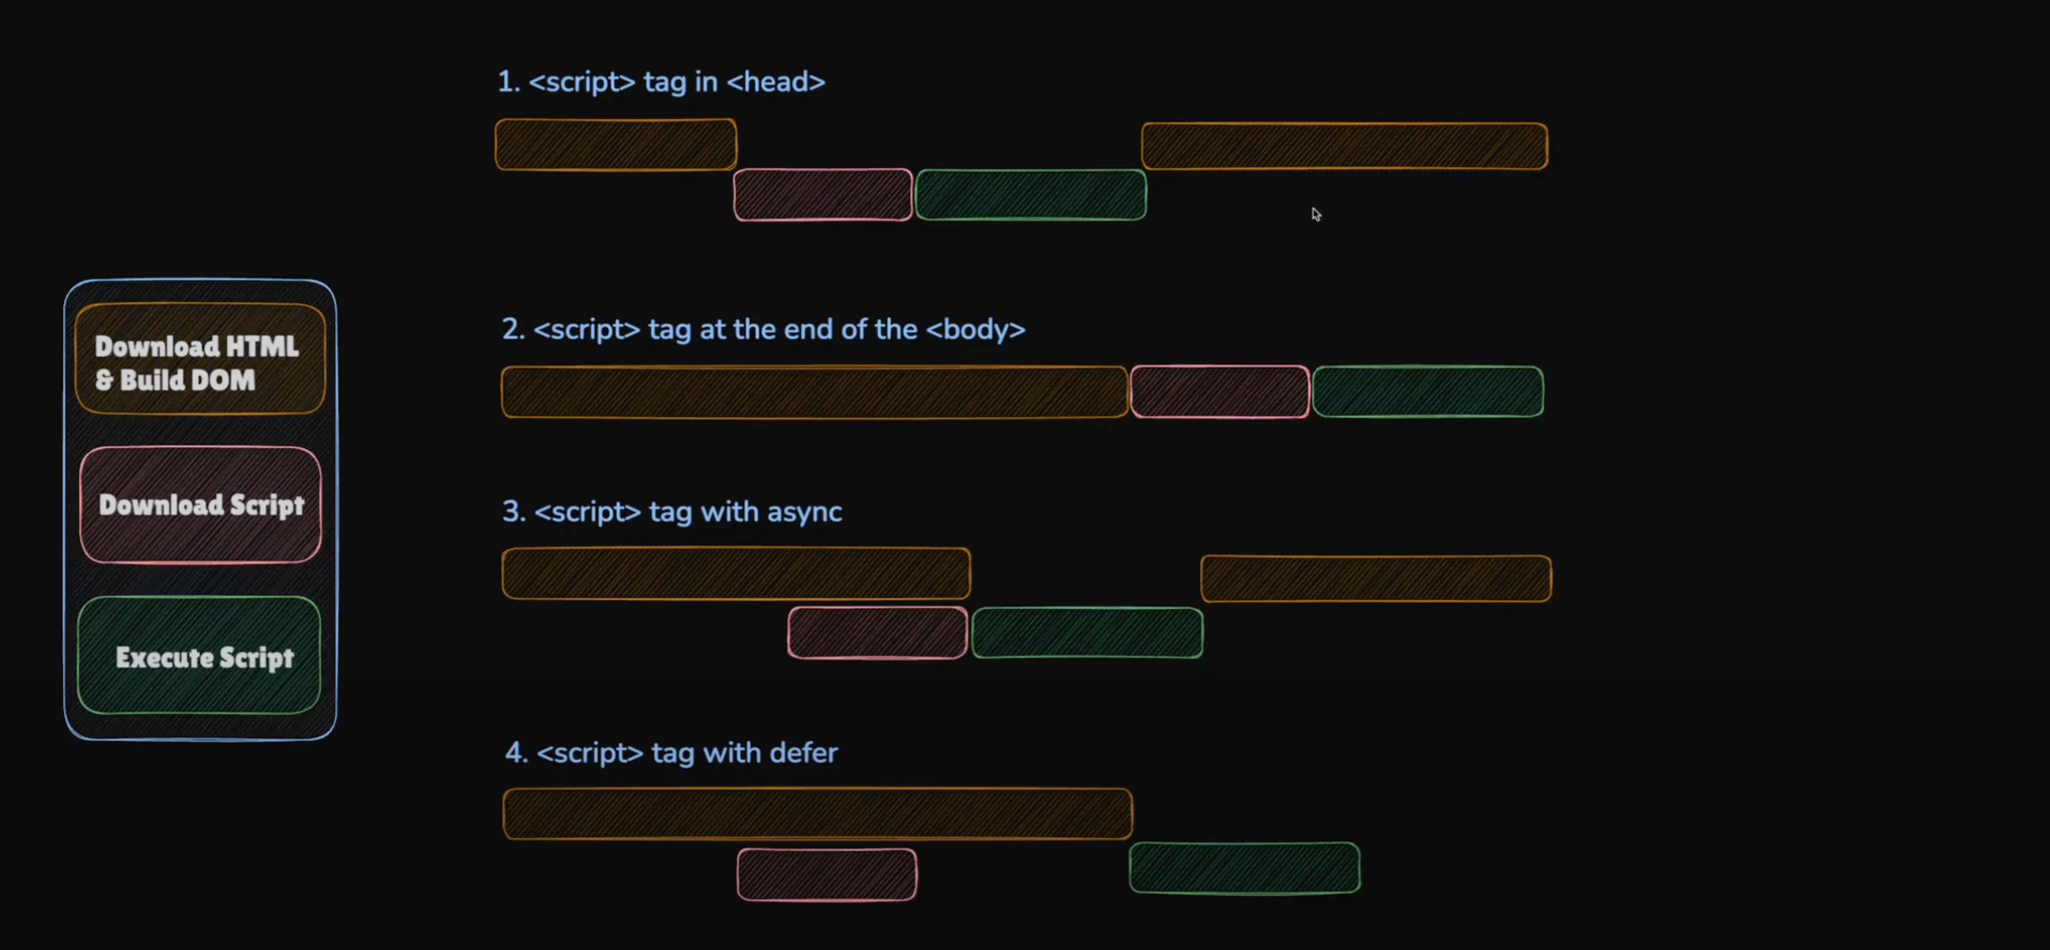 1. <script> tag in <head>
2. <script> tag at the end of the <body>
Download HTML
& Build DOM
Download Script
Execute Script
3. <script> tag with async
4. <script> tag with defer